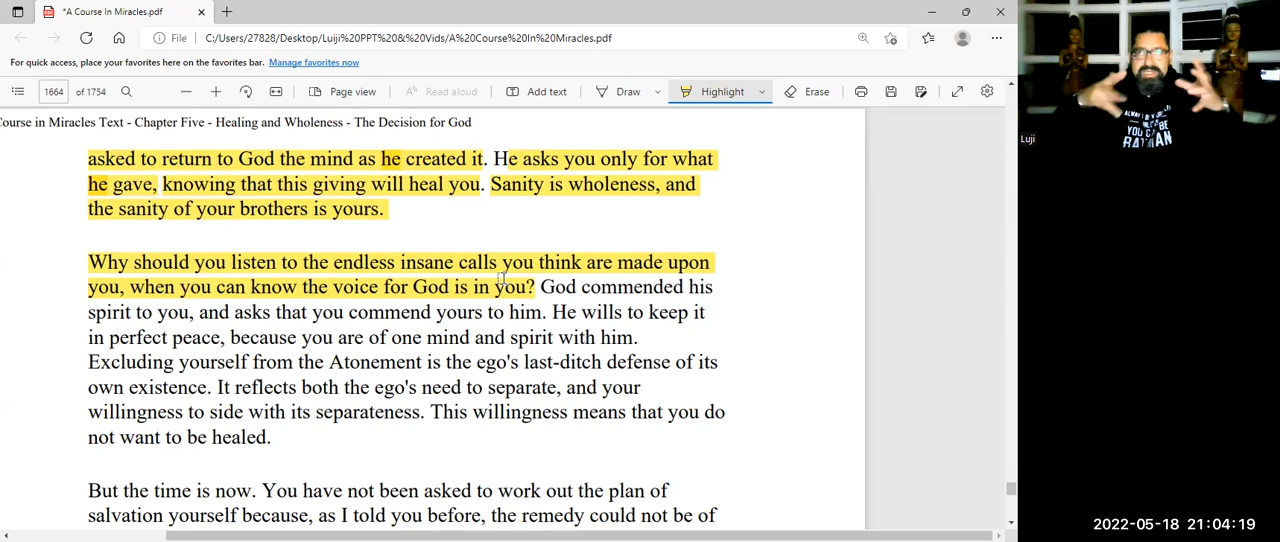 *A Course In Miracles.pdf
File
C:/Users/27828/Desktop/Luiji%20PPT%20&%20Vids/A%20Course%20In%20Miracles.pdf
For quick access, place your favorites here on the favorites bar. Manage favorites now
1664 of 1754
Page view
Read aloud
Add text
Draw
Highlight
Erase
Course in Miracles Text - Chapter Five - Healing and Wholeness - The Decision for God
asked to return to God the mind as he created it. He asks you only for what
he gave, knowing that this giving will heal you. Sanity is wholeness, and
the sanity of your brothers is yours.
Why should you listen to the endless insane calls you think are made upon
you, when you can know the voice for God is in you? God commended his
spirit to you, and asks that you commend yours to him. He wills to keep it
in perfect peace, because you are of one mind and spirit with him.
Excluding yourself from the Atonement is the ego's last-ditch defense of its
own existence. It reflects both the ego's need to separate, and your
willingness to side with its separateness. This willingness means that you do
not want to be healed.
But the time is now. You have not been asked to work out the plan of
salvation yourself because, as I told you before, the remedy could not be of
Luiji
ALWAYS BE YOURSELF
UNLESS
YOU CAN BE
BATMAN
2022-05-18 21:04:19